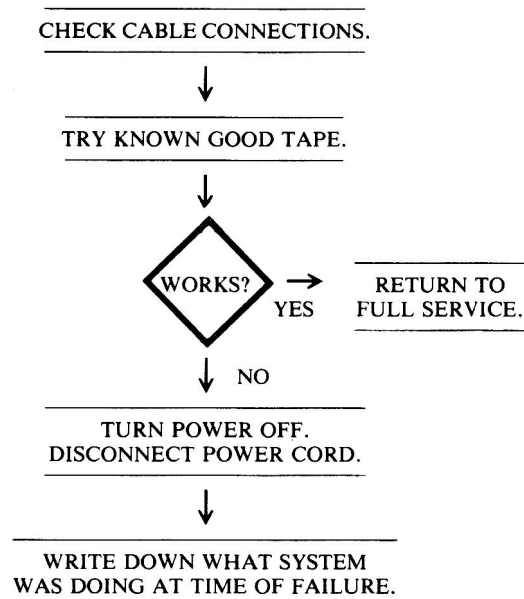 CHECK CABLE CONNECTIONS.
TRY KNOWN GOOD TAPE.
WORKS?
YES
RETURN TO
FULL SERVICE.
NO
TURN POWER OFF.
DISCONNECT POWER CORD.
WRITE DOWN WHAT SYSTEM
WAS DOING AT TIME OF FAILURE.